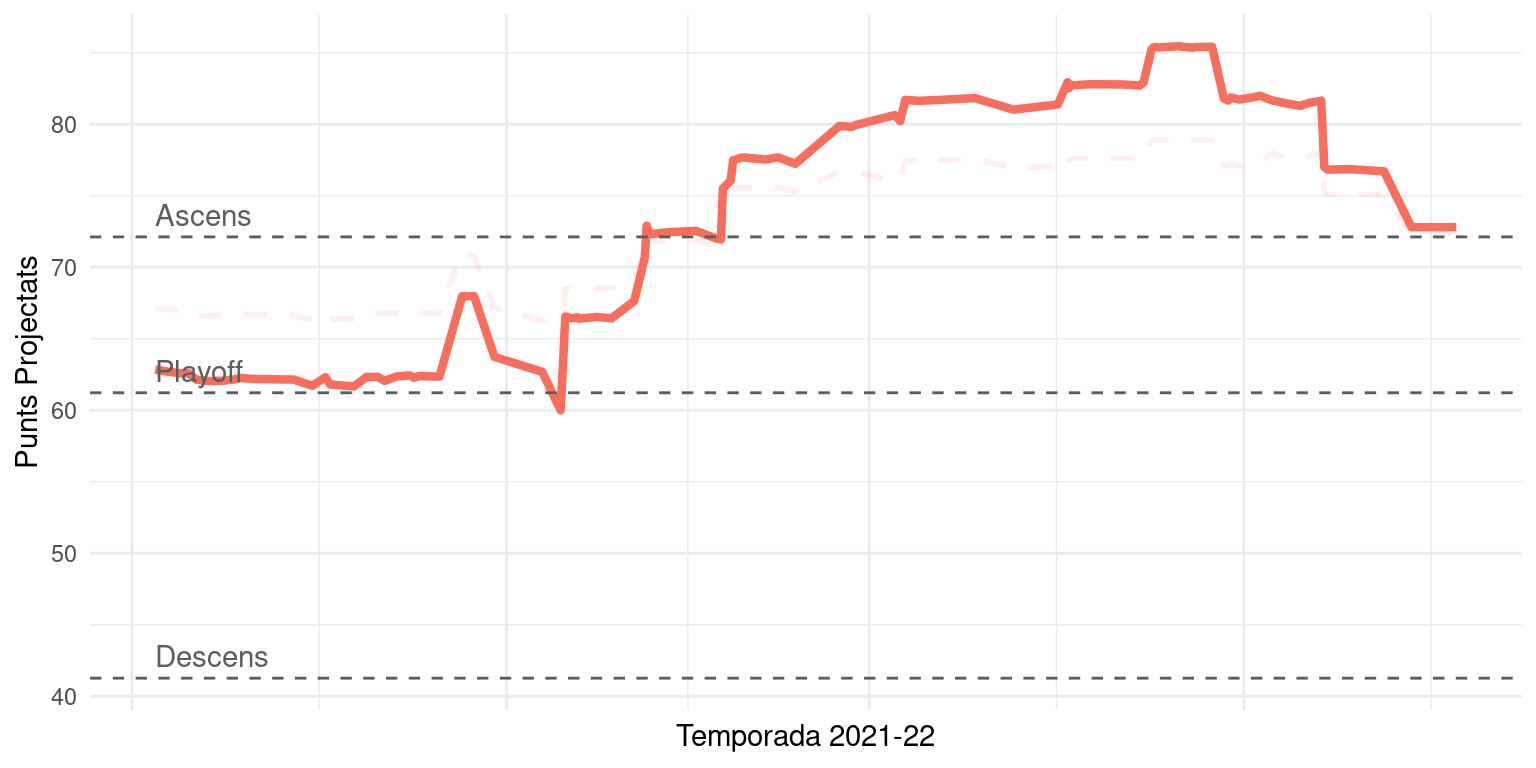 Punts Projectats
80
70
60
50
40
Ascens
Playoff
Descens
Temporada 2021-22